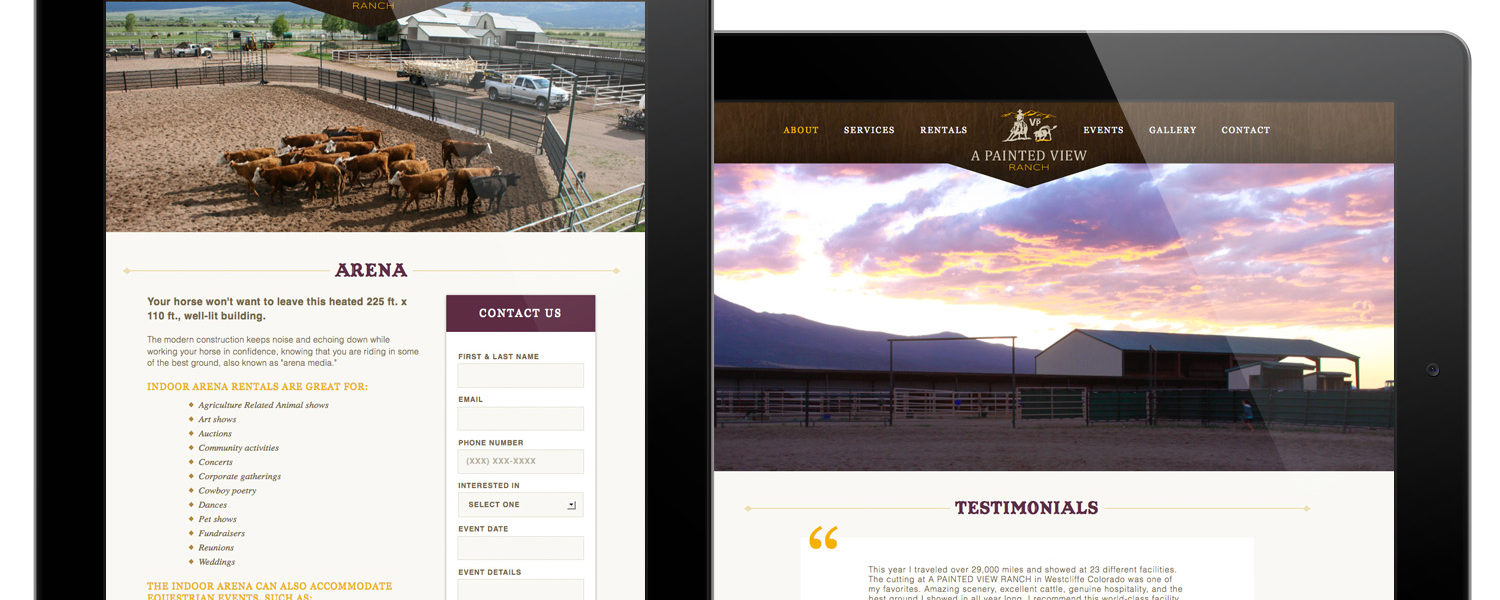 RANCH
ARENA
Your horse won't want to leave this heated 225 ft. x
110 ft., well-lit building.
The modern construction keeps noise and echoing down while
working your horse in confidence, knowing that you are riding in some
of the best ground, also known as "arena media."
INDOOR ARENA RENTALS ARE GREAT FOR:
Agriculture Related Animal shows
Art shows
Auctions
Community activities
Concerts
Corporate gatherings
Cowboy poetry
Dances
Pet shows
Fundraisers
Reunions
Weddings
THE INDOOR ARENA CAN ALSO ACCOMMODATE
EQUESTRIAN EVENTS, SUCH AS:
CONTACT US
FIRST & LAST NAME
EMAIL
PHONE NUMBER
(XXX) XXX-XXXX
INTERESTED IN
SELECT ONE
EVENT DATE
EVENT DETAILS
ABOUT SERVICES RENTALS EVENTS GALLERY CONTACT
VP
A PAINTED VIEW
RANCH
TESTIMONIALS
“
This year I traveled over 29,000 miles and showed at 23 different facilities.
The cutting at A PAINTED VIEW RANCH in Westcliffe Colorado was one of
my favorites. Amazing scenery, excellent cattle, genuine hospitality, and the
best ground I showed in all year long. I recommend this world-class facility